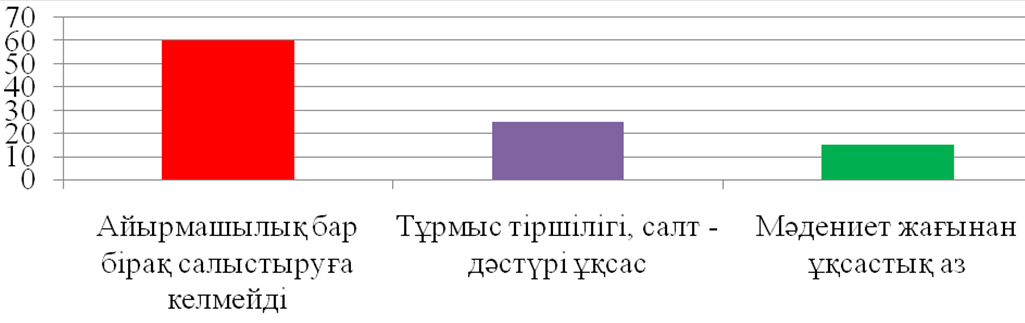 70
60
50
40
30
20
10
0
Айырмашылық бар
бірақ салыстыруға
келмейді
Тұрмыс тіршілігі, салт -
дәстүрі ұқсас
Мәдениет жағынан
ұқсастық аз